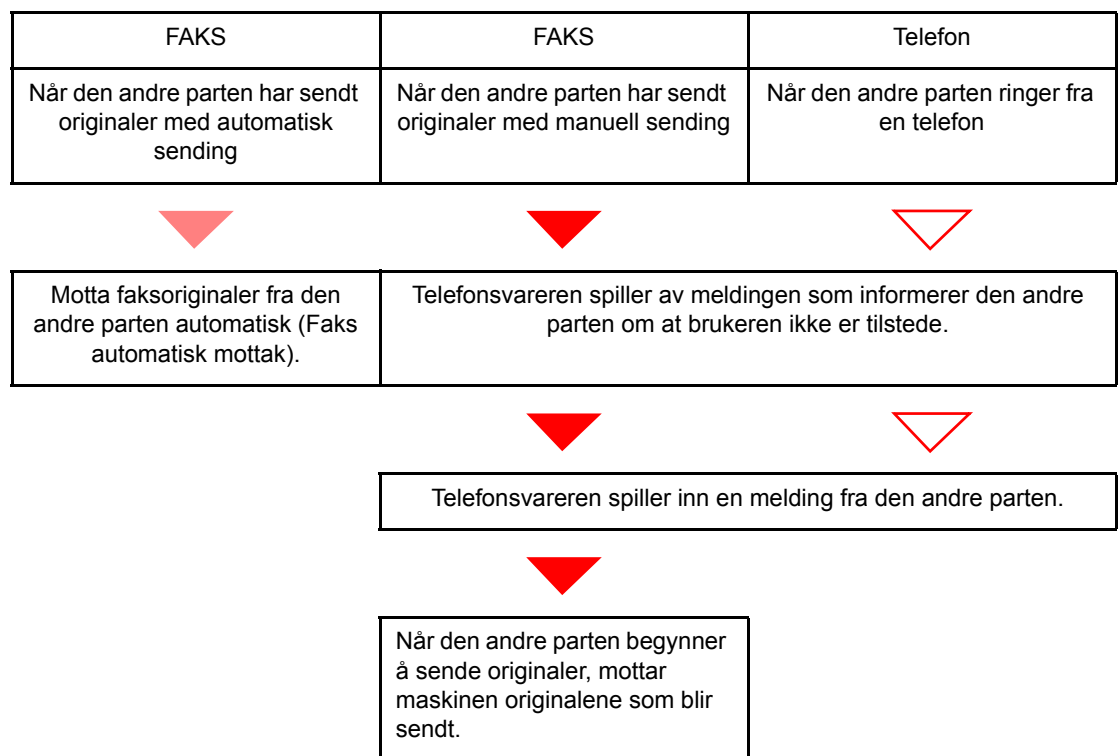 FAKS
FAKS
Telefon
Når den andre parten har sendt
originaler med automatisk
sending
Når den andre parten har sendt
originaler med manuell sending
Når den andre parten ringer fra
en telefon
Motta faksoriginaler fra den
andre parten automatisk (Faks
automatisk mottak).
Telefonsvareren spiller av meldingen som informerer den andre
parten om at brukeren ikke er tilstede.
Telefonsvareren spiller inn en melding fra den andre parten.
Når den andre parten begynner
å sende originaler, mottar
maskinen originalene som blir
sendt.